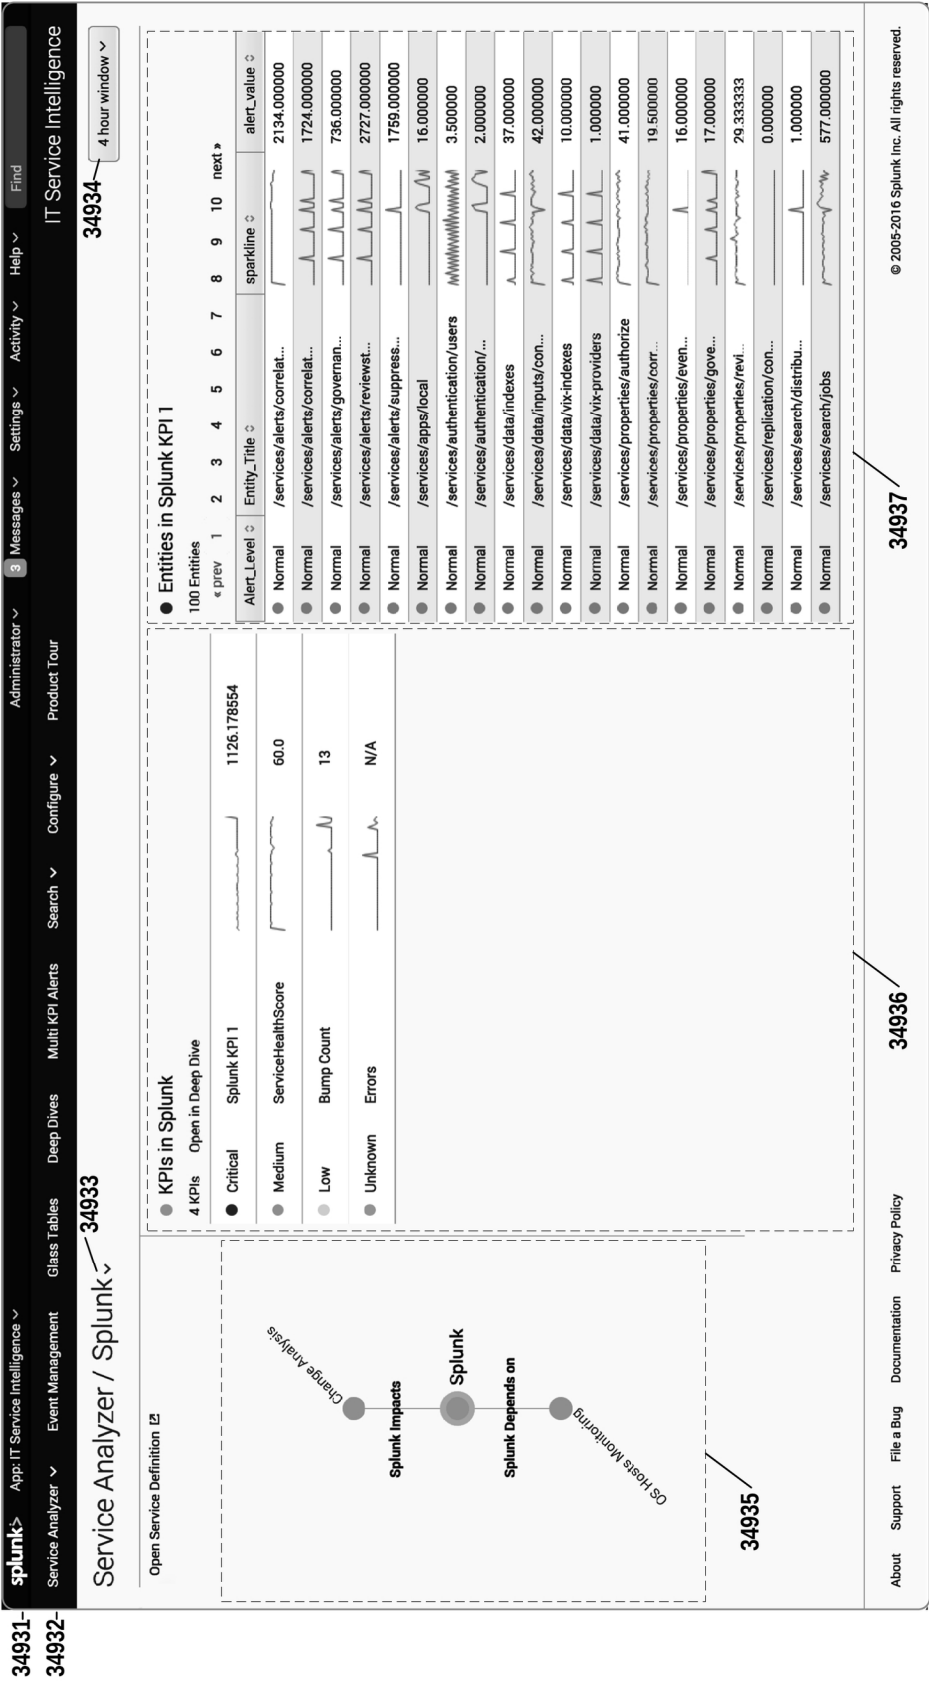 34931
splunk> App: IT Service Intelligence Administrator 3 Messages Settings Activity Help Find
34932
Service Analyzer Event Management Glass Tables Deep Dives Multi KPI Alerts Search Configure Product Tour IT Service Intelligence
Service Analyzer / Splunk
34933
34934
4 hour window
Open Service Definition
Change Analysis
Splunk Impacts
Splunk
Splunk Depends on
OS Hosts Monitoring
34935
KPIs in Splunk
4 KPIs Open in Deep Dive
Critical Splunk KPI 1 1126.178554
Medium ServiceHealthScore 60.0
Low Bump Count 13
Unknown Errors N/A
34936
Entities in Splunk KPI 1
100 Entities
« prev 1 2 3 4 5 6 7 8 9 10 next »
Alert_Level Entity_Title sparkline alert_value
Normal /services/alerts/correlat... 2134.000000
Normal /services/alerts/correlat... 1724.000000
Normal /services/alerts/governan... 736.000000
Normal /services/alerts/reviewst... 2727.000000
Normal /services/alerts/suppress... 1759.000000
Normal /services/apps/local 16.000000
Normal /services/authentication/users 3.500000
Normal /services/authentication/... 2.000000
Normal /services/data/indexes 37.000000
Normal /services/data/inputs/con... 42.000000
Normal /services/data/vix-indexes 10.000000
Normal /services/data/vix-providers 1.000000
Normal /services/properties/authorize 41.000000
Normal /services/properties/corr... 19.500000
Normal /services/properties/even... 16.000000
Normal /services/properties/gove... 17.000000
Normal /services/properties/revi... 29.333333
Normal /services/replication/con... 0.000000
Normal /services/search/distribu... 1.000000
Normal /services/search/jobs 577.000000
34937
About Support File a Bug Documentation Privacy Policy © 2005-2016 Splunk Inc. All rights reserved.